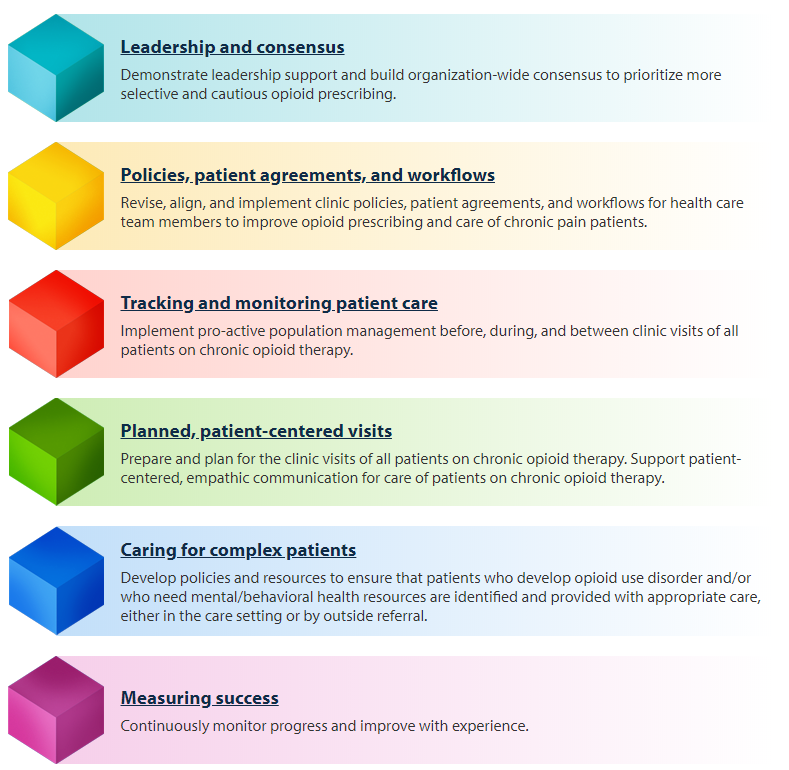 Leadership and consensus
Demonstrate leadership support and build organization-wide consensus to prioritize more
selective and cautious opioid prescribing.
Policies, patient agreements, and workflows
Revise, align, and implement clinic policies, patient agreements, and workflows for health care
team members to improve opioid prescribing and care of chronic pain patients.
Tracking and monitoring patient care
Implement pro-active population management before, during, and between clinic visits of all
patients on chronic opioid therapy.
Planned, patient-centered visits
Prepare and plan for the clinic visits of all patients on chronic opioid therapy. Support patient-
centered, empathic communication for care of patients on chronic opioid therapy.
Caring for complex patients
Develop policies and resources to ensure that patients who develop opioid use disorder and/or
who need mental/behavioral health resources are identified and provided with appropriate care,
either in the care setting or by outside referral.
Measuring success
Continuously monitor progress and improve with experience.